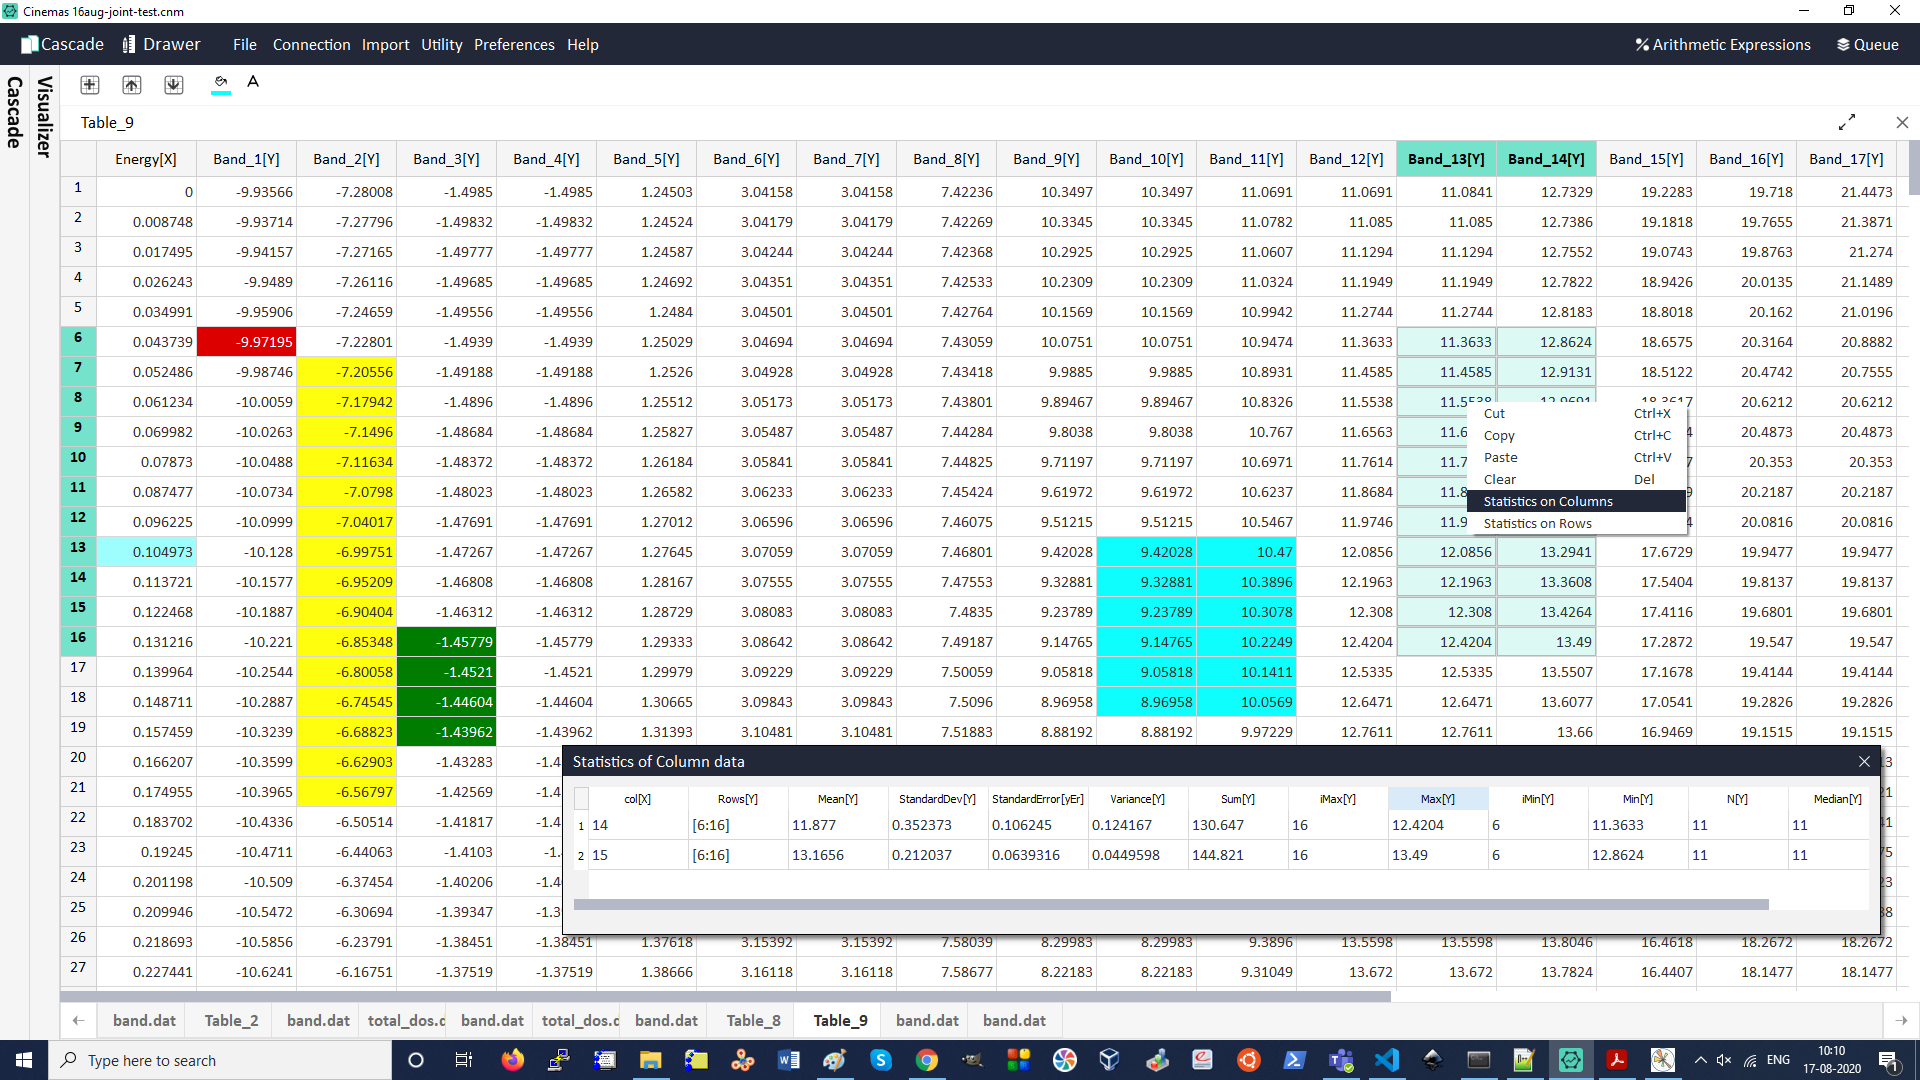 Cinemas 16aug-joint-test.cnm
Cascade Drawer File Connection Import Utility Preferences Help Arithmetic Expressions Queue
Cascade
Visualizer
A
Table_9
Energy[X] Band_1[Y] Band_2[Y] Band_3[Y] Band_4[Y] Band_5[Y] Band_6[Y] Band_7[Y] Band_8[Y] Band_9[Y] Band_10[Y] Band_11[Y] Band_12[Y] Band_13[Y] Band_14[Y] Band_15[Y] Band_16[Y] Band_17[Y]
1 0 -9.93566 -7.28008 -1.4985 -1.4985 1.24503 3.04158 3.04158 7.42236 10.3497 10.3497 11.0691 11.0691 11.0841 12.7329 19.2283 19.718 21.4473
2 0.008748 -9.93714 -7.27796 -1.49832 -1.49832 1.24524 3.04179 3.04179 7.42269 10.3345 10.3345 11.0782 11.085 11.085 12.7386 19.1818 19.7655 21.3871
3 0.017495 -9.94157 -7.27165 -1.49777 -1.49777 1.24587 3.04244 3.04244 7.42368 10.2925 10.2925 11.0607 11.1294 11.1294 12.7552 19.0743 19.8763 21.274
4 0.026243 -9.9489 -7.26116 -1.49685 -1.49685 1.24692 3.04351 3.04351 7.42533 10.2309 10.2309 11.0324 11.1949 11.1949 12.7822 18.9426 20.0135 21.1489
5 0.034991 -9.95906 -7.24659 -1.49556 -1.49556 1.2484 3.04501 3.04501 7.42764 10.1569 10.1569 10.9942 11.2744 11.2744 12.8183 18.8018 20.162 21.0196
6 0.043739 -9.97195 -7.22801 -1.4939 -1.4939 1.25029 3.04694 3.04694 7.43059 10.0751 10.0751 10.9474 11.3633 11.3633 12.8624 18.6575 20.3164 20.8882
7 0.052486 -9.98746 -7.20556 -1.49188 -1.49188 1.2526 3.04928 3.04928 7.43418 9.9885 9.9885 10.8931 11.4585 11.4585 12.9131 18.5122 20.4742 20.7555
8 0.061234 -10.0059 -7.17942 -1.4896 -1.4896 1.25512 3.05173 3.05173 7.43801 9.89467 9.89467 10.8326 11.5538 11.5538 12.9691 18.3617 20.6212 20.6212
9 0.069982 -10.0263 -7.1496 -1.48684 -1.48684 1.25827 3.05487 3.05487 7.44284 9.8038 9.8038 10.767 11.6563 11.6 4 20.4873 20.4873
10 0.07873 -10.0488 -7.11634 -1.48372 -1.48372 1.26184 3.05841 3.05841 7.44825 9.71197 9.71197 10.6971 11.7614 11.7 7 20.353 20.353
11 0.087477 -10.0734 -7.0798 -1.48023 -1.48023 1.26582 3.06233 3.06233 7.45424 9.61972 9.61972 10.6237 11.8684 11.8 9 20.2187 20.2187
12 0.096225 -10.0999 -7.04017 -1.47691 -1.47691 1.27012 3.06596 3.06596 7.46075 9.51215 9.51215 10.5467 11.9746 11.9 4 20.0816 20.0816
13 0.104973 -10.128 -6.99751 -1.47267 -1.47267 1.27645 3.07059 3.07059 7.46801 9.42028 9.42028 10.47 12.0856 12.0856 13.2941 17.6729 19.9477 19.9477
14 0.113721 -10.1577 -6.95209 -1.46808 -1.46808 1.28167 3.07555 3.07555 7.47553 9.32881 9.32881 10.3896 12.1963 12.1963 13.3608 17.5404 19.8137 19.8137
15 0.122468 -10.1887 -6.90404 -1.46312 -1.46312 1.28729 3.08083 3.08083 7.4835 9.23789 9.23789 10.3078 12.308 12.308 13.4264 17.4116 19.6801 19.6801
16 0.131216 -10.221 -6.85348 -1.45779 -1.45779 1.29333 3.08642 3.08642 7.49187 9.14765 9.14765 10.2249 12.4204 12.4204 13.49 17.2872 19.547 19.547
17 0.139964 -10.2544 -6.80058 -1.4521 -1.4521 1.29979 3.09229 3.09229 7.50059 9.05818 9.05818 10.1411 12.5335 12.5335 13.5507 17.1678 19.4144 19.4144
18 0.148711 -10.2887 -6.74545 -1.44604 -1.44604 1.30665 3.09843 3.09843 7.5096 8.96958 8.96958 10.0569 12.6471 12.6471 13.6077 17.0541 19.2826 19.2826
19 0.157459 -10.3239 -6.68823 -1.43962 -1.43962 1.31393 3.10481 3.10481 7.51883 8.88192 8.88192 9.97229 12.7611 12.7611 13.66 16.9469 19.1515 19.1515
20 0.166207 -10.3599 -6.62903 -1.43283 -1.4 13
21 0.174955 -10.3965 -6.56797 -1.42569 -1.4 21
22 0.183702 -10.4336 -6.50514 -1.41817 -1.4 41
23 0.19245 -10.4711 -6.44063 -1.4103 -1. 75
24 0.201198 -10.509 -6.37454 -1.40206 -1.4 23
25 0.209946 -10.5472 -6.30694 -1.39347 -1.3 38
26 0.218693 -10.5856 -6.23791 -1.38451 -1.38451 1.37618 3.15392 3.15392 7.58039 8.29983 8.29983 9.3896 13.5598 13.5598 13.8046 16.4618 18.2672 18.2672
27 0.227441 -10.6241 -6.16751 -1.37519 -1.37519 1.38666 3.16118 3.16118 7.58677 8.22183 8.22183 9.31049 13.672 13.672 13.7824 16.4407 18.1477 18.1477
Cut Ctrl+X
Copy Ctrl+C
Paste Ctrl+V
Clear Del
Statistics on Columns
Statistics on Rows
Statistics of Column data
col[X] Rows[Y] Mean[Y] StandardDev[Y] StandardError[yEr] Variance[Y] Sum[Y] iMax[Y] Max[Y] iMin[Y] Min[Y] N[Y] Median[Y]
1 14 [6:16] 11.877 0.352373 0.106245 0.124167 130.647 16 12.4204 6 11.3633 11 11
2 15 [6:16] 13.1656 0.212037 0.0639316 0.0449598 144.821 16 13.49 6 12.8624 11 11
band.dat Table_2 band.dat total_dos.d band.dat total_dos.d band.dat Table_8 Table_9 band.dat band.dat
Type here to search ENG 10:10
17-08-2020
1